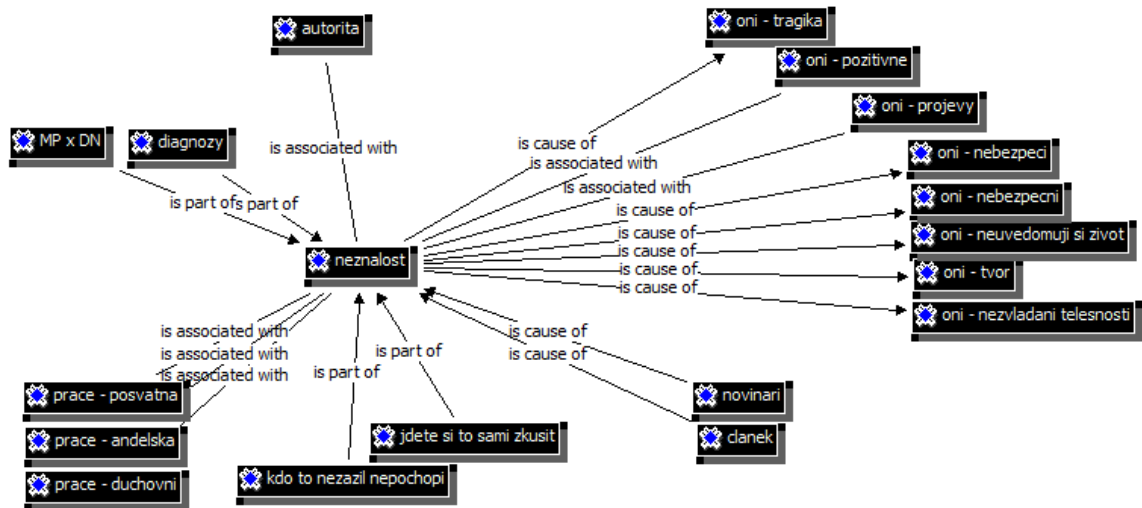 autorita
oni - tragika
oni - pozitivne
oni - projevy
MP x DN
diagnozy
is associated with
is cause of
is associated with
is associated with
oni - nebezpeci
is part of
is part of
is cause of
oni - nebezpecni
is cause of
oni - neuvedomuji si zivot
is cause of
neznalost
is cause of
oni - tvor
is cause of
oni - nezvladani telesnosti
is associated with
is cause of
is associated with
is part of
is cause of
is associated with
is part of
prace - posvatna
novinari
prace - andelska
jdete si to sami zkusit
clanek
prace - duchovni
kdo to nezazil nepochopi